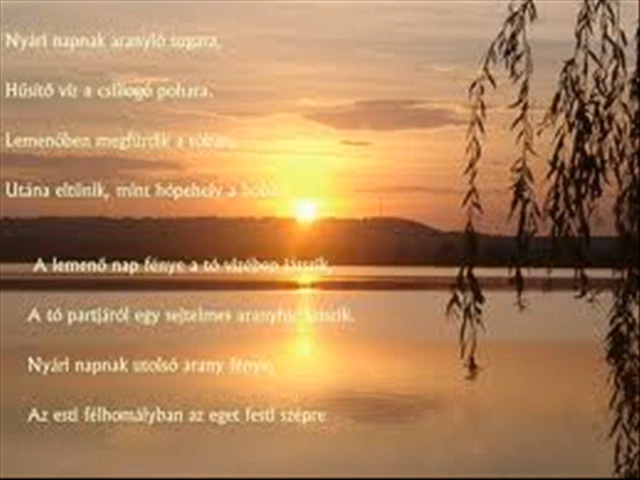 Nyári napnak aranyló sugara,
Hűsítő víz a csillogó pohara.
Lemenőben megfürdik a tóban,
Utána eltűnik, mint hópehely a hóban.
A lemenő nap fénye a tó vizében látszik,
A tó partjáról egy sejtelmes aranyhíd látszik.
Nyári napnak utolsó arany fénye,
Az esti félhomályban az eget festi szépre